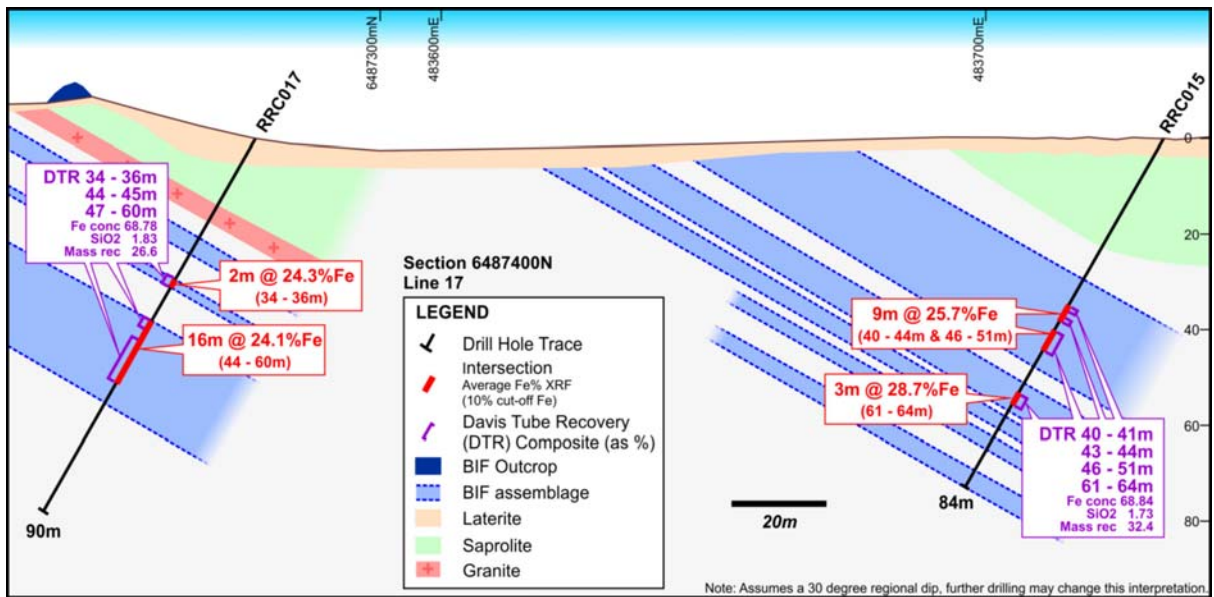 6487300mN
483600mE
483700mE
RRC017
RRC015
0
20
40
60
80
DTR 34 - 36m
44 - 45m
47 - 60m
Fe conc 68.78
SiO2 1.83
Mass rec 26.6
2m @ 24.3%Fe
(34 - 36m)
16m @ 24.1%Fe
(44 - 60m)
90m
Section 6487400N
Line 17
LEGEND
Drill Hole Trace
Intersection
Average Fe% XRF
(10% cut-off Fe)
Davis Tube Recovery
(DTR) Composite (as %)
BIF Outcrop
BIF assemblage
Laterite
Saprolite
Granite
9m @ 25.7%Fe
(40 - 44m & 46 - 51m)
3m @ 28.7%Fe
(61 - 64m)
DTR 40 - 41m
43 - 44m
46 - 51m
61 - 64m
Fe conc 68.84
SiO2 1.73
Mass rec 32.4
84m
20m
Note: Assumes a 30 degree regional dip, further drilling may change this interpretation.